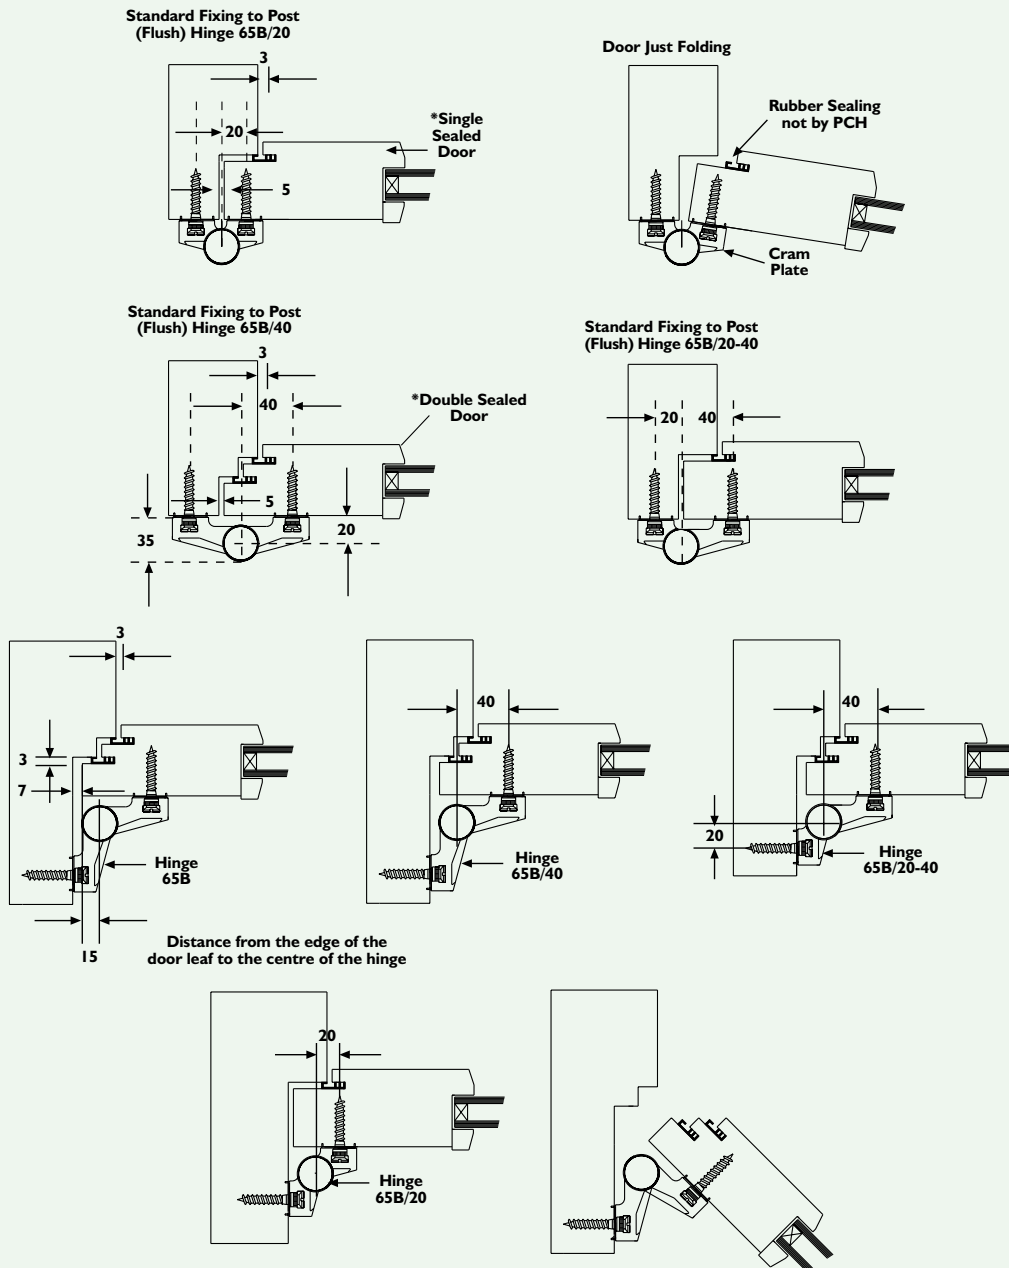 Standard Fixing to Post
(Flush) Hinge 65B/20
3
20
5
*Single
Sealed
Door
Door Just Folding
Rubber Sealing
not by PCH
Cram
Plate
Standard Fixing to Post
(Flush) Hinge 65B/40
3
40
5
35
20
*Double Sealed
Door
Standard Fixing to Post
(Flush) Hinge 65B/20-40
20
40
3
3
7
15
Hinge
65B
40
Hinge
65B/40
40
20
Hinge
65B/20-40
Distance from the edge of the
door leaf to the centre of the hinge
20
Hinge
65B/20